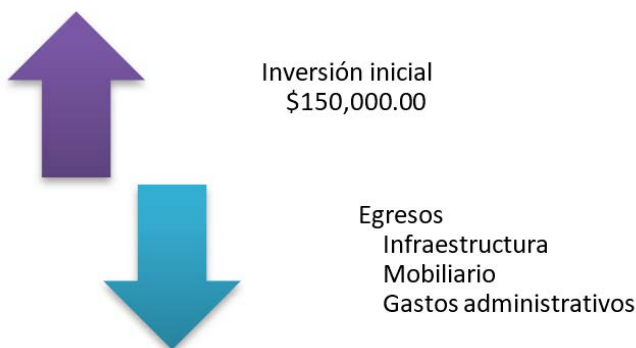 Inversión inicial
$150,000.00
Egresos
Infraestructura
Mobiliario
Gastos administrativos